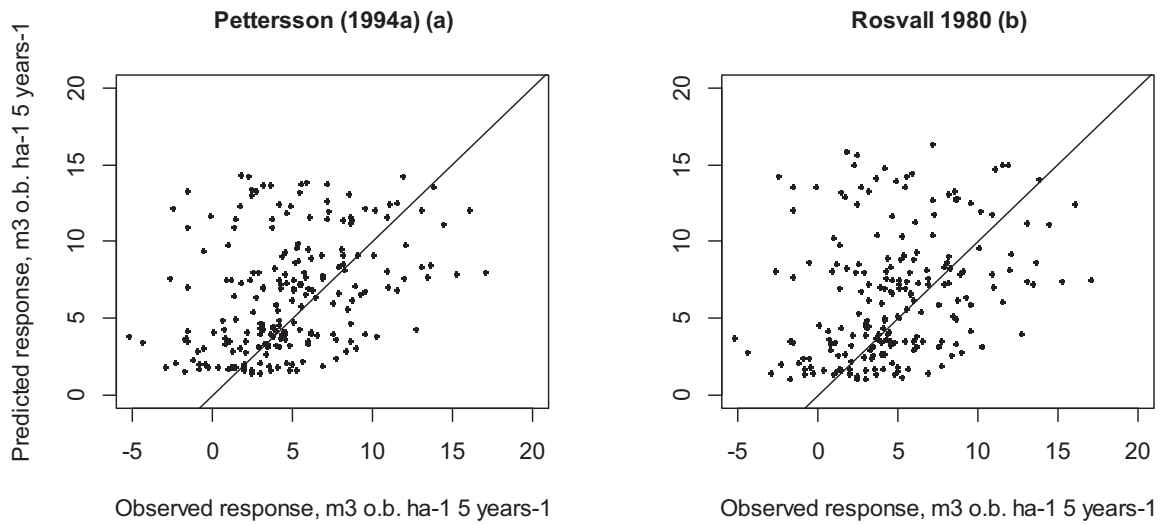 Pettersson (1994a) (a)
Predicted response, m3 o.b. ha-1 5 years-1
20
15
10
5
0
-5 0 5 10 15 20
Observed response, m3 o.b. ha-1 5 years-1
Rosvall 1980 (b)
20
15
10
5
0
-5 0 5 10 15 20
Observed response, m3 o.b. ha-1 5 years-1